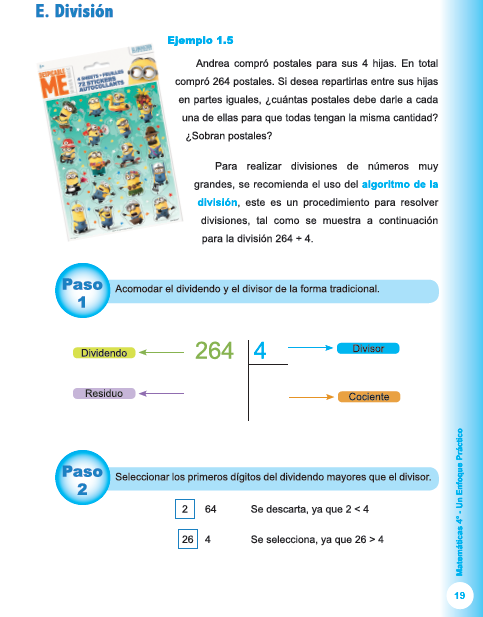 E. División
Ejemplo 1.5
Andrea compró postales para sus 4 hijas. En total
compró 264 postales. Si desea repartirlas entre sus hijas
en partes iguales, ¿cuántas postales debe darle a cada
una de ellas para que todas tengan la misma cantidad?
¿Sobran postales?
DESPICABLE
ME
4 SHEETS • FEUILLES
72 STICKERS
AUTOCOLLANTS
Para realizar divisiones de números muy
grandes, se recomienda el uso del algoritmo de la
división, este es un procedimiento para resolver
divisiones, tal como se muestra a continuación
para la división 264 ÷ 4.
Paso
1
Acomodar el dividendo y el divisor de la forma tradicional.
Dividendo 264 4 Divisor
Residuo Cociente
Paso
2
Seleccionar los primeros dígitos del dividendo mayores que el divisor.
2 64 Se descarta, ya que 2 < 4
26 4 Se selecciona, ya que 26 > 4
Matemáticas 4° - Un Enfoque Práctico
19